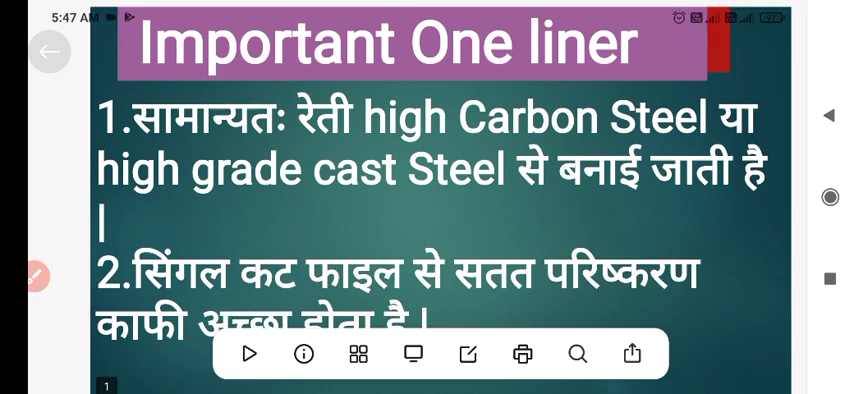 5:47 AM
Important One liner
1.सामान्यतः रेती high Carbon Steel या
high grade cast Steel से बनाई जाती है
|
2.सिंगल कट फाइल से सतत परिष्करण
काफी अच्छा होता है |
1